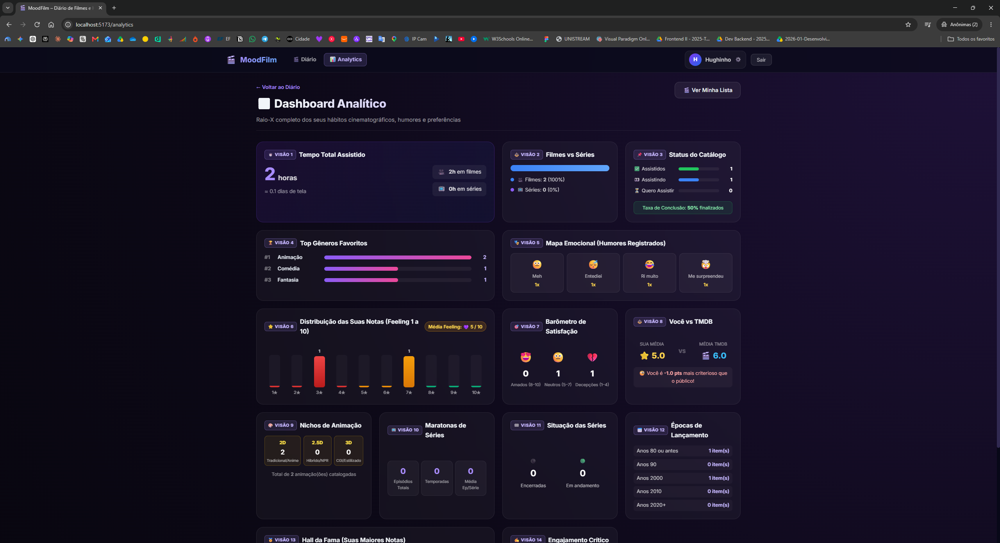 MoodFilm – Diário de Filmes e
localhost:5173/analytics
Anônimas (2)
EF
Cidade
IP Cam
W3Schools Online...
UNISTREAM
Visual Paradigm Onl...
Frontend II - 2025-T...
Dev Backend - 2025...
2026-01-Desenvolvi...
Todos os favoritos
MoodFilm
Diário
Analytics
H
Hughinho
Sair
← Voltar ao Diário
Ver Minha Lista
Dashboard Analítico
Raio-X completo dos seus hábitos cinematográficos, humores e preferências
VISÃO 1 Tempo Total Assistido
2 horas
≈ 0.1 dias de tela
2h em filmes
0h em séries
VISÃO 2 Filmes vs Séries
Filmes: 2 (100%)
Séries: 0 (0%)
VISÃO 3 Status do Catálogo
Assistidos 1
Assistindo 1
Quero Assistir 0
Taxa de Conclusão: 50% finalizados
VISÃO 4 Top Gêneros Favoritos
#1 Animação 2
#2 Comédia 1
#3 Fantasia 1
VISÃO 5 Mapa Emocional (Humores Registrados)
Meh
1x
Entediei
1x
Ri muito
1x
Me surpreendeu
1x
VISÃO 6 Distribuição das Suas Notas (Feeling 1 a
10)
Média Feeling: 💜 5 / 10
1 1
1★ 2★ 3★ 4★ 5★ 6★ 7★ 8★ 9★ 10★
VISÃO 7 Barômetro de
Satisfação
0 1 1
Amados (8–10) Neutros (5–7) Decepções (1–4)
VISÃO 8 Você vs TMDB
SUA MÉDIA
5.0
VS
MÉDIA TMDB
6.0
Você é -1.0 pts mais criterioso que
o público!
VISÃO 9 Nichos de Animação
2D
2
Tradicional/Anime
2.5D
0
Híbrido/NPR
3D
0
CGI/Estilizado
Total de 2 animação(ões) catalogadas
VISÃO 10 Maratonas de
Séries
0
Episódios
Totais
0
Temporadas
0
Média
Ep/Série
VISÃO 11 Situação das Séries
0
Encerradas
0
Em andamento
VISÃO 12 Épocas de
Lançamento
Anos 80 ou antes 1 item(s)
Anos 90 0 item(s)
Anos 2000 1 item(s)
Anos 2010 0 item(s)
Anos 2020+ 0 item(s)
VISÃO 13 Hall da Fama (Suas Maiores Notas)
VISÃO 14 Engajamento Crítico